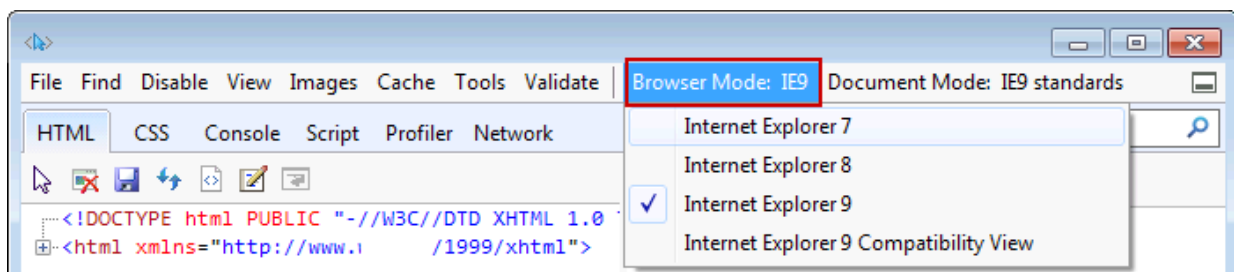 File Find Disable View Images Cache Tools Validate Browser Mode: IE9 Document Mode: IE9 standards
HTML CSS Console Script Profiler Network
Internet Explorer 7
Internet Explorer 8
Internet Explorer 9
Internet Explorer 9 Compatibility View
<!DOCTYPE html PUBLIC "-//W3C//DTD XHTML 1.0
<html xmlns="http://www. /1999/xhtml">